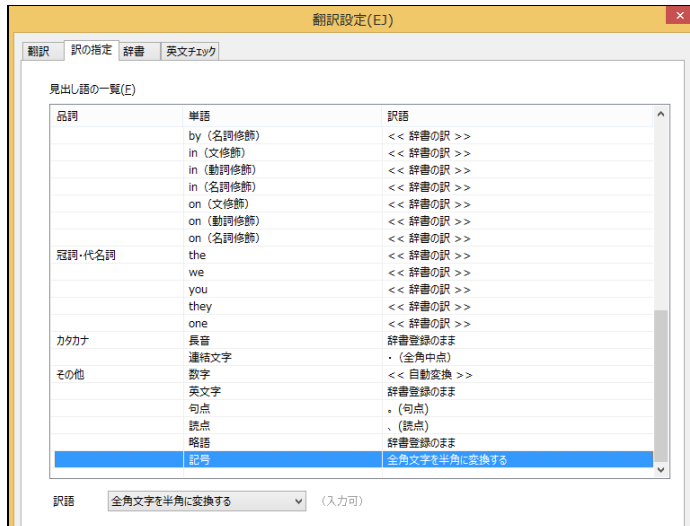 翻訳設定(EJ)
翻訳 訳の指定 辞書 英文チェック
見出し語の一覧(F)
品詞 単語 訳語
by（名詞修飾） << 辞書の訳 >>
in（文修飾） << 辞書の訳 >>
in（動詞修飾） << 辞書の訳 >>
in（名詞修飾） << 辞書の訳 >>
on（文修飾） << 辞書の訳 >>
on（動詞修飾） << 辞書の訳 >>
on（名詞修飾） << 辞書の訳 >>
冠詞・代名詞 the << 辞書の訳 >>
we << 辞書の訳 >>
you << 辞書の訳 >>
they << 辞書の訳 >>
one << 辞書の訳 >>
カタカナ 長音 辞書登録のまま
連結文字 ・（全角中点）
その他 数字 << 自動変換 >>
英文字 辞書登録のまま
句点 。（句点）
読点 、（読点）
略語 辞書登録のまま
記号 全角文字を半角に変換する
訳語 全角文字を半角に変換する （入力可）